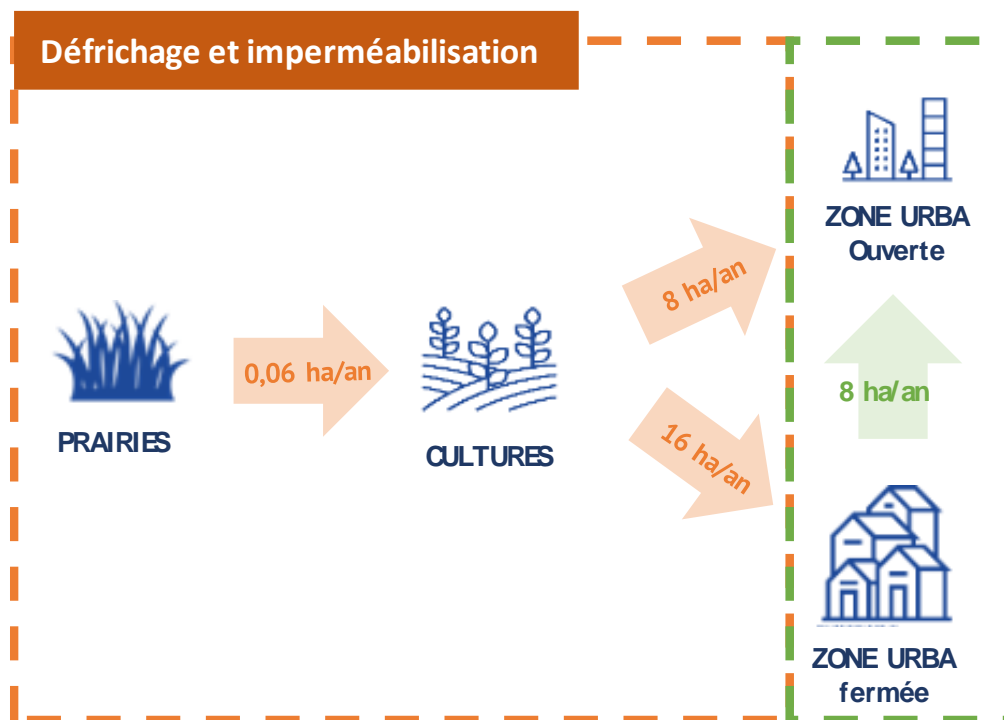 Défrichage et imperméabilisation
ZONE URBA
Ouverte
8 ha/an
0,06 ha/an
8 ha/an
PRAIRIES
CULTURES
16 ha/an
ZONE URBA
fermée